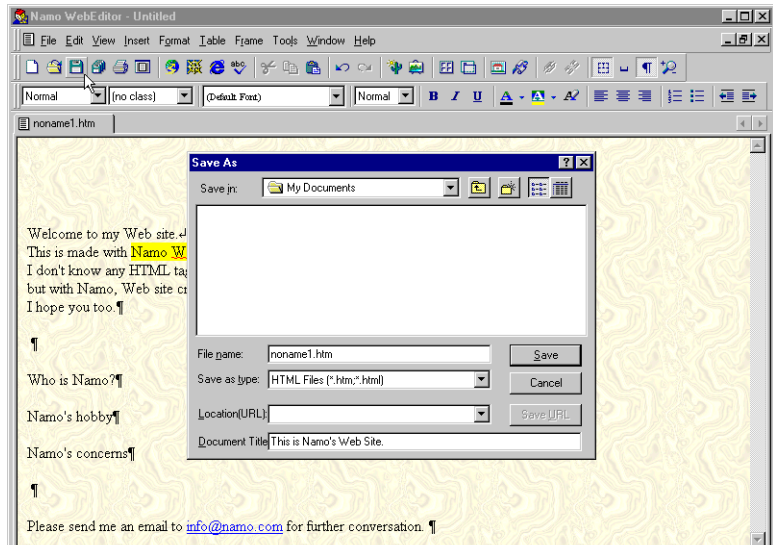 Namo WebEditor - Untitled
File Edit View Insert Format Table Frame Tools Window Help
Normal (no class) (Default Font) Normal B I U A A A
noname1.htm
Save As
Save in: My Documents
Welcome to my Web site.↵
This is made with Namo W
I don't know any HTML tag
but with Namo, Web site cr
I hope you too.¶
¶
File name: noname1.htm Save
Save as type: HTML Files (*.htm;*.html) Cancel
Location(URL): Save URL
Document Title This is Namo's Web Site.
Who is Namo?¶
Namo's hobby¶
Namo's concerns¶
¶
Please send me an email to info@namo.com for further conversation. ¶